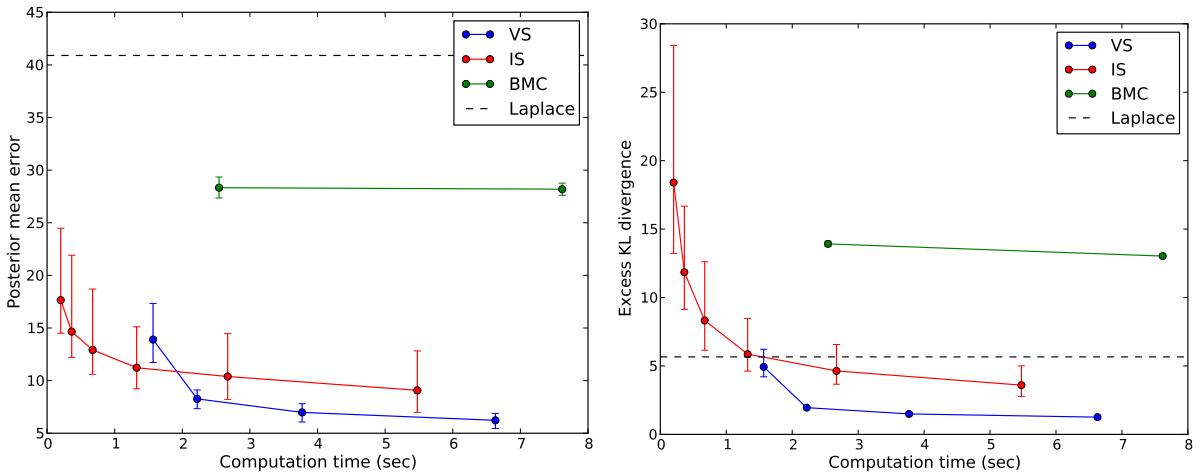 45
40
35
30
25
20
15
10
5
0 1 2 3 4 5 6 7 8
Posterior mean error
Computation time (sec)
VS
IS
BMC
Laplace
30
25
20
15
10
5
0
0 1 2 3 4 5 6 7 8
Excess KL divergence
Computation time (sec)
VS
IS
BMC
Laplace